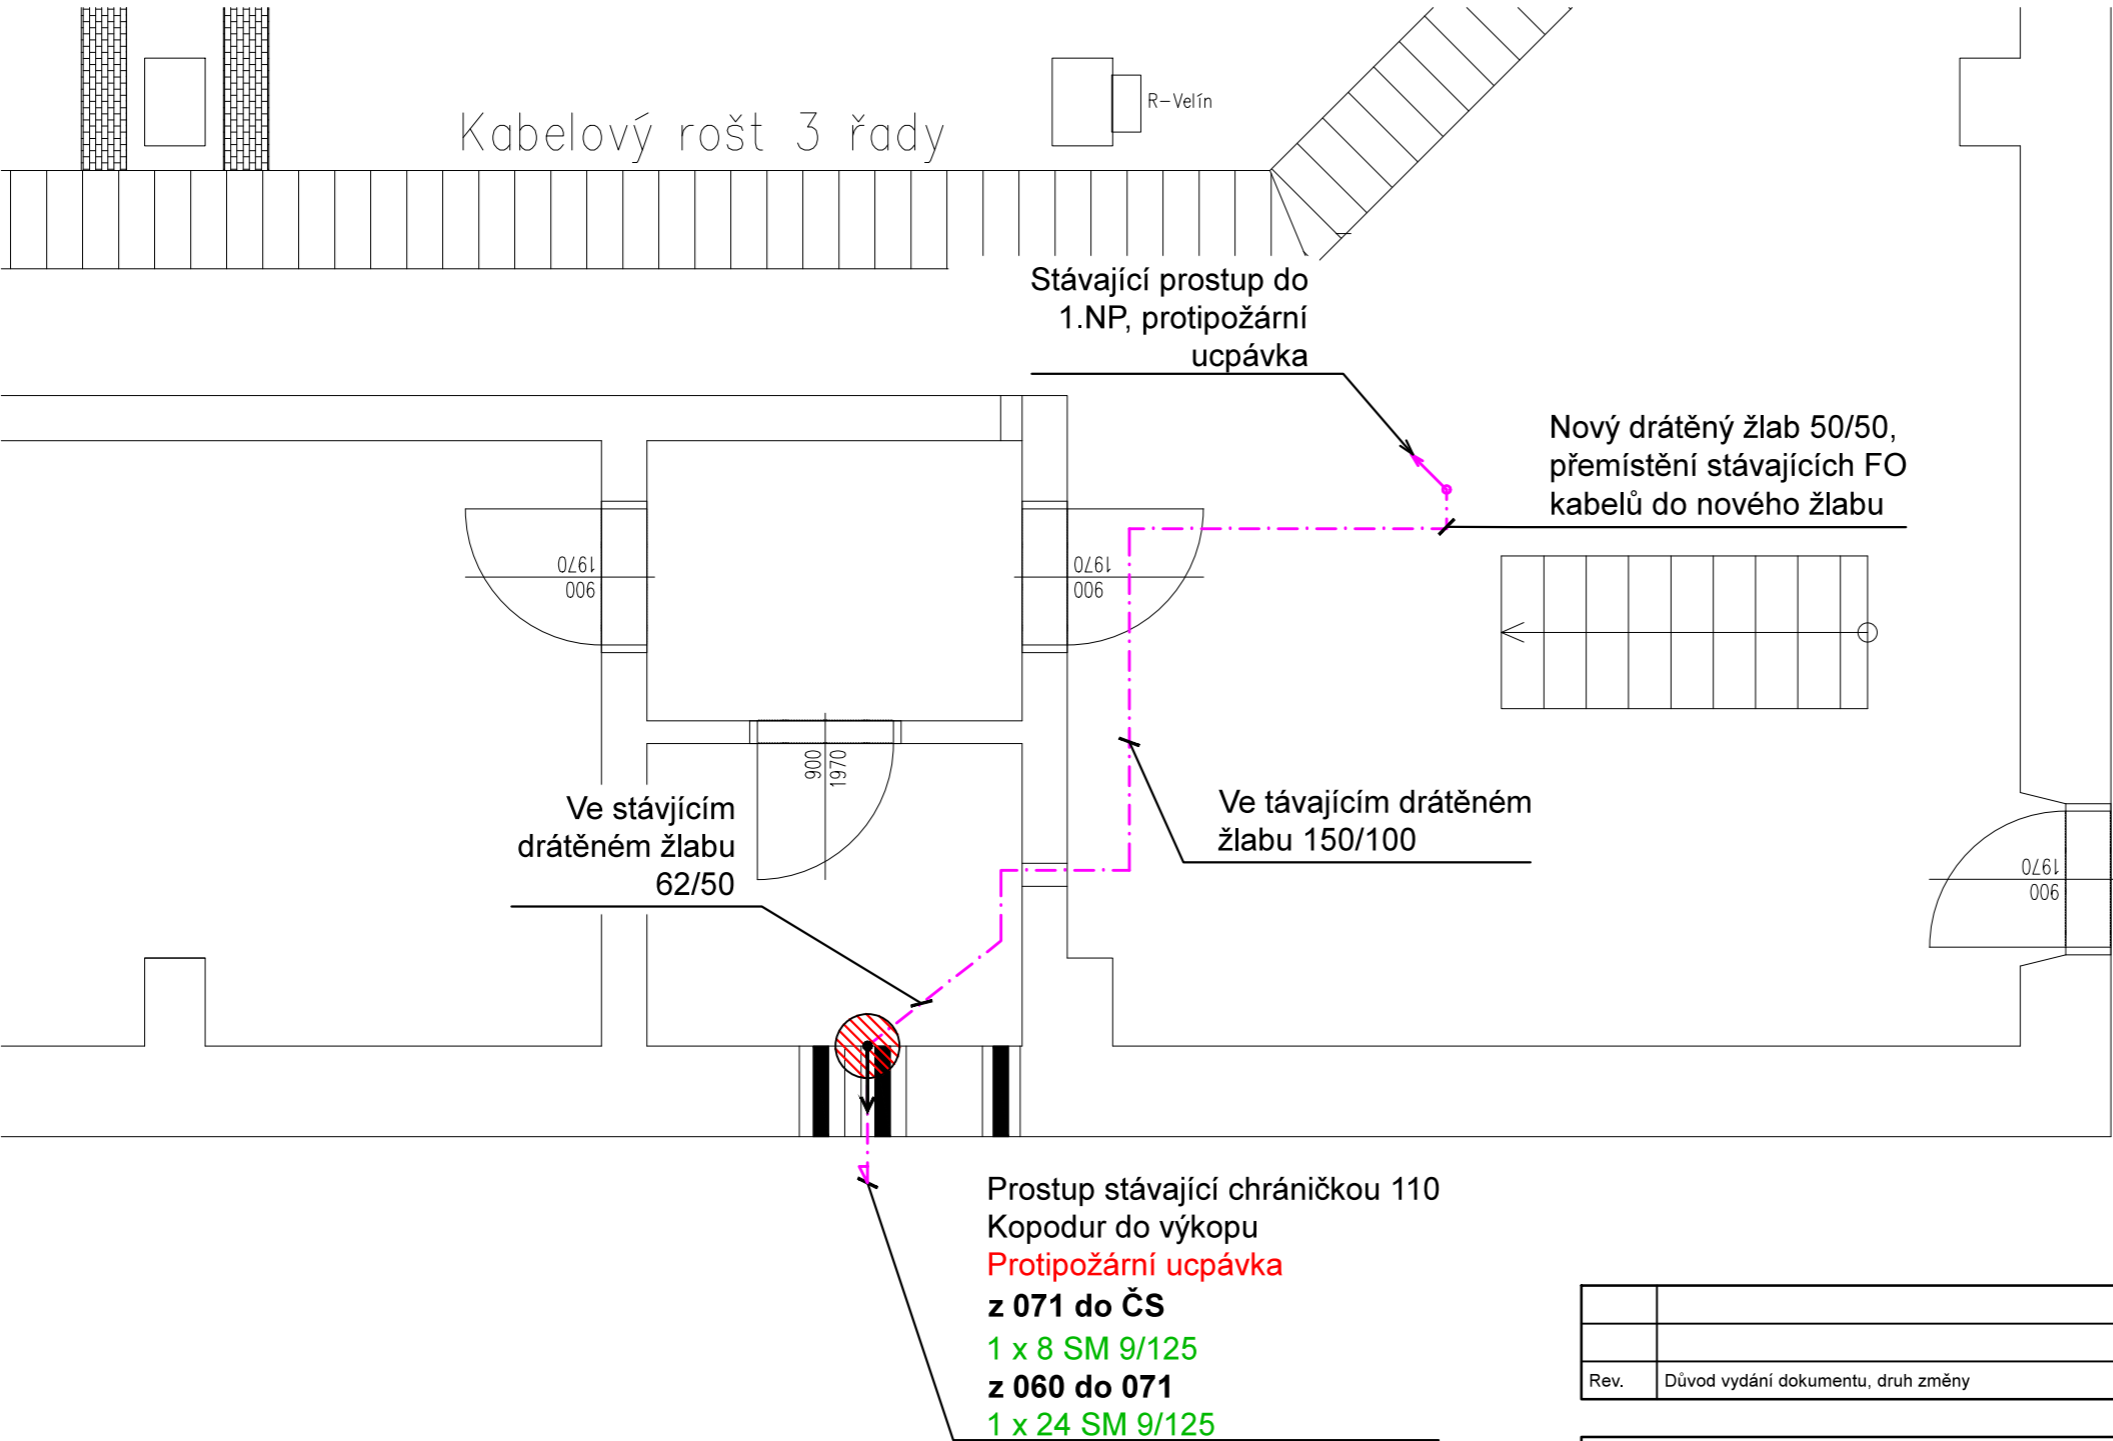 Kabelový rošt 3 řady
R-Velín
Stávající prostup do
1.NP, protipožární
ucpávka
Nový drátěný žlab 50/50,
přemístění stávajících FO
kabelů do nového žlabu
1970
900
1970
900
900
1970
Ve stávjícím
drátěném žlabu
62/50
Ve távajícím drátěném
žlabu 150/100
1970
900
Prostup stávající chráničkou 110
Kopodur do výkopu
Protipožární ucpávka
z 071 do ČS
1 x 8 SM 9/125
z 060 do 071
1 x 24 SM 9/125
Rev.
Důvod vydání dokumentu, druh změny